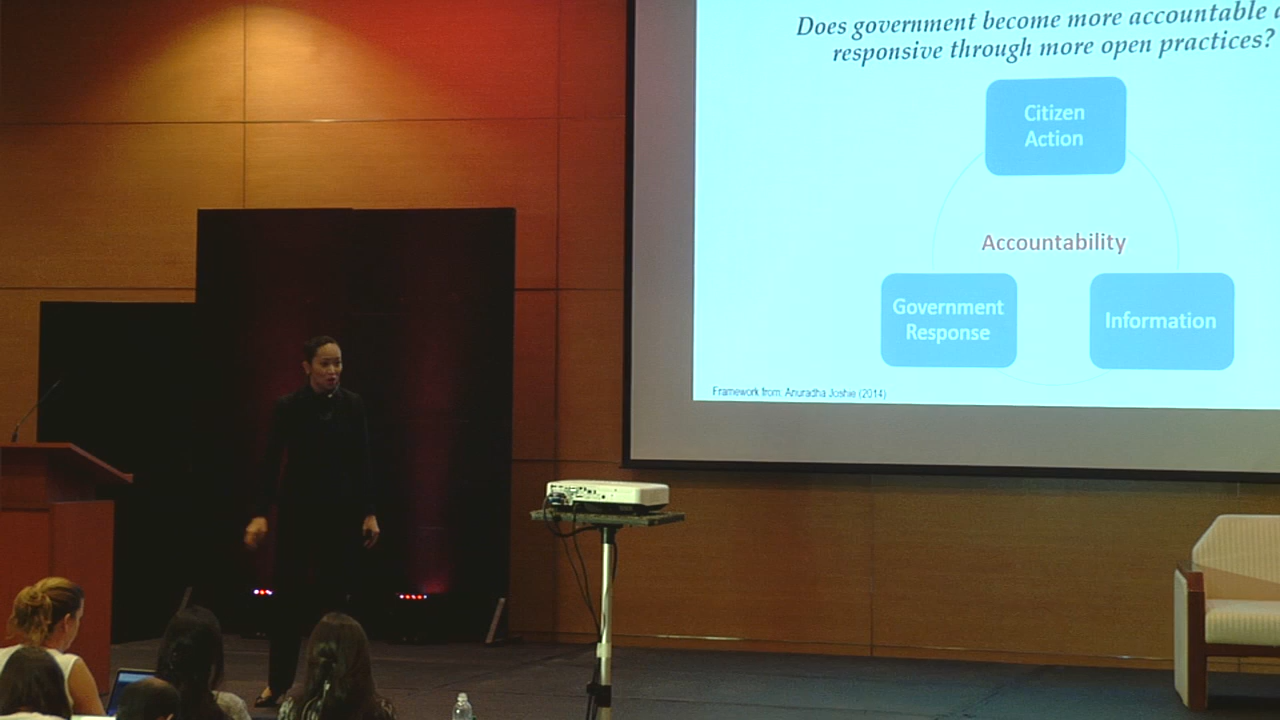 Does government become more accountable a
responsive through more open practices?
Citizen
Action
Accountability
Government
Response
Information
Framework from: Anuradha Joshie (2014)